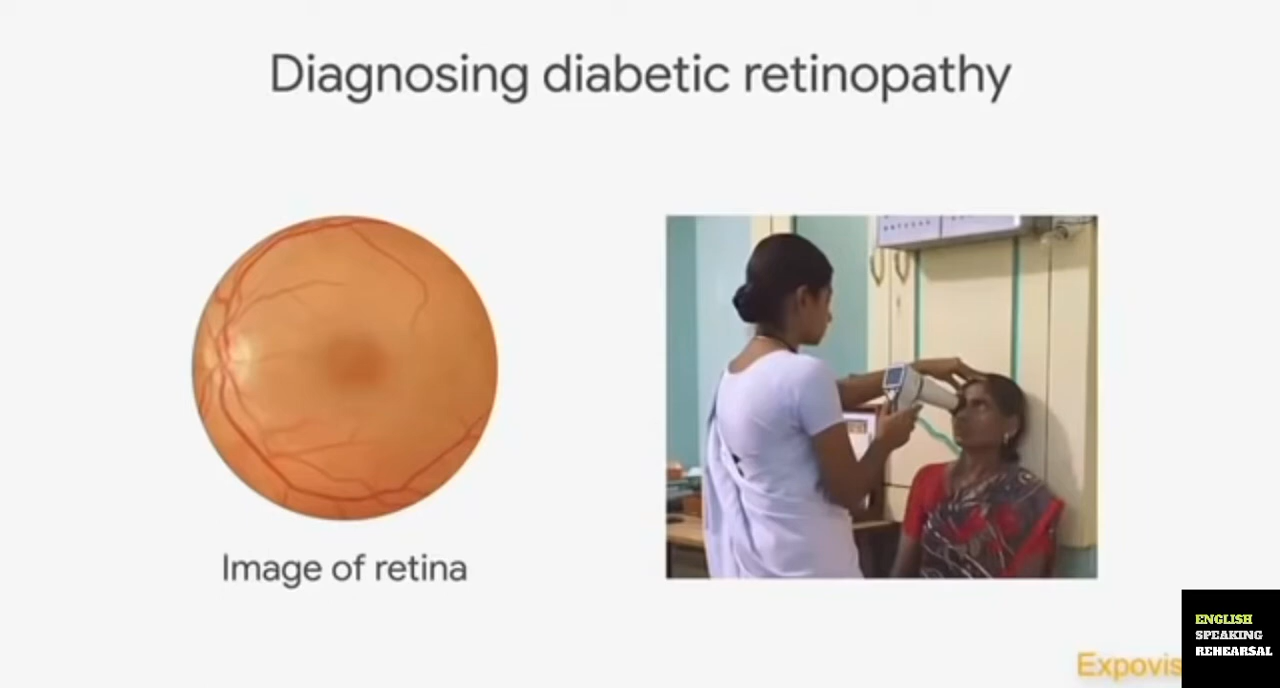 Diagnosing diabetic retinopathy
Image of retina
ENGLISH
SPEAKING
REHEARSAL